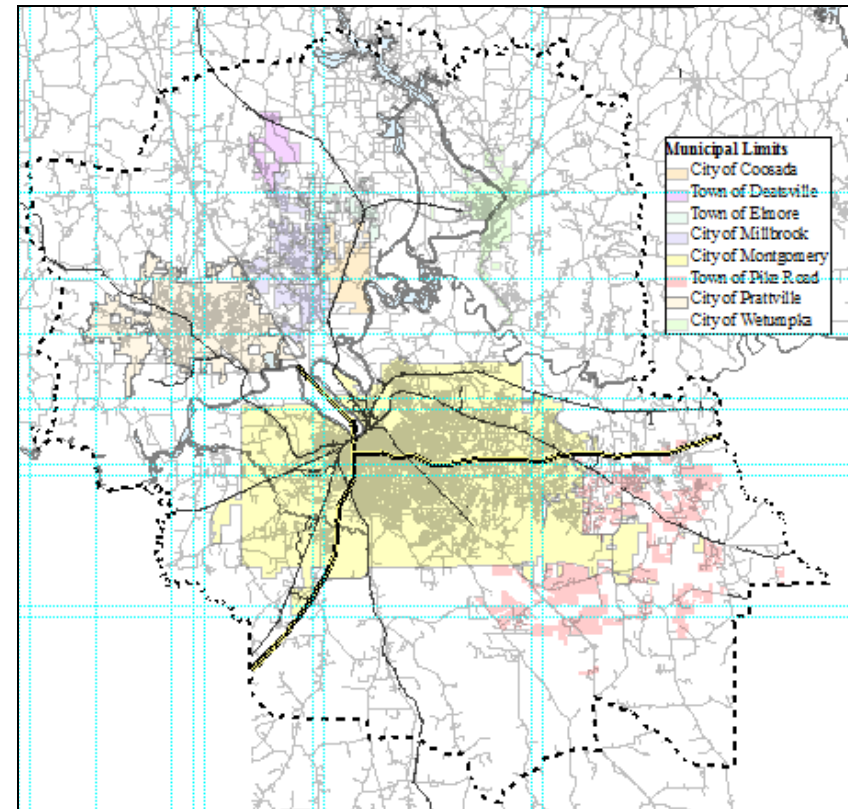 Municipal Limits
City of Coosada
Town of Deatsville
Town of Elmore
City of Millbrook
City of Montgomery
Town of Pike Road
City of Prattville
City of Wetumpka